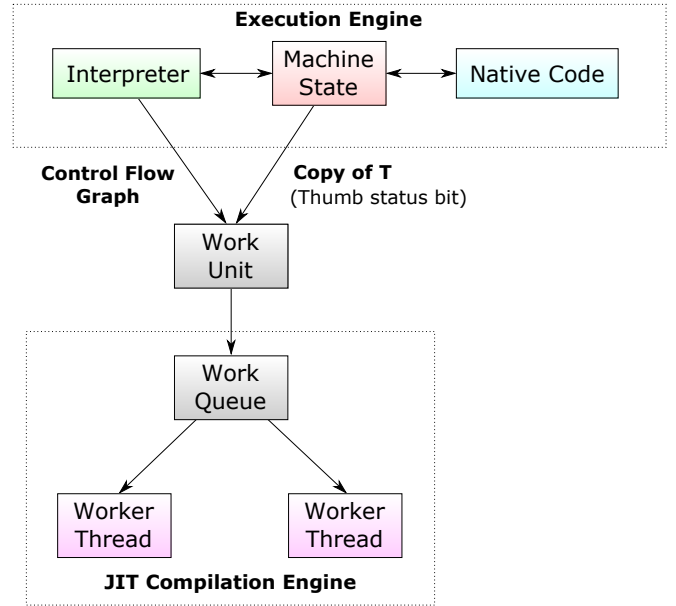 Execution Engine
Interpreter
Machine
State
Native Code
Control Flow
Graph
Copy of T
(Thumb status bit)
Work
Unit
Work
Queue
Worker
Thread
Worker
Thread
JIT Compilation Engine